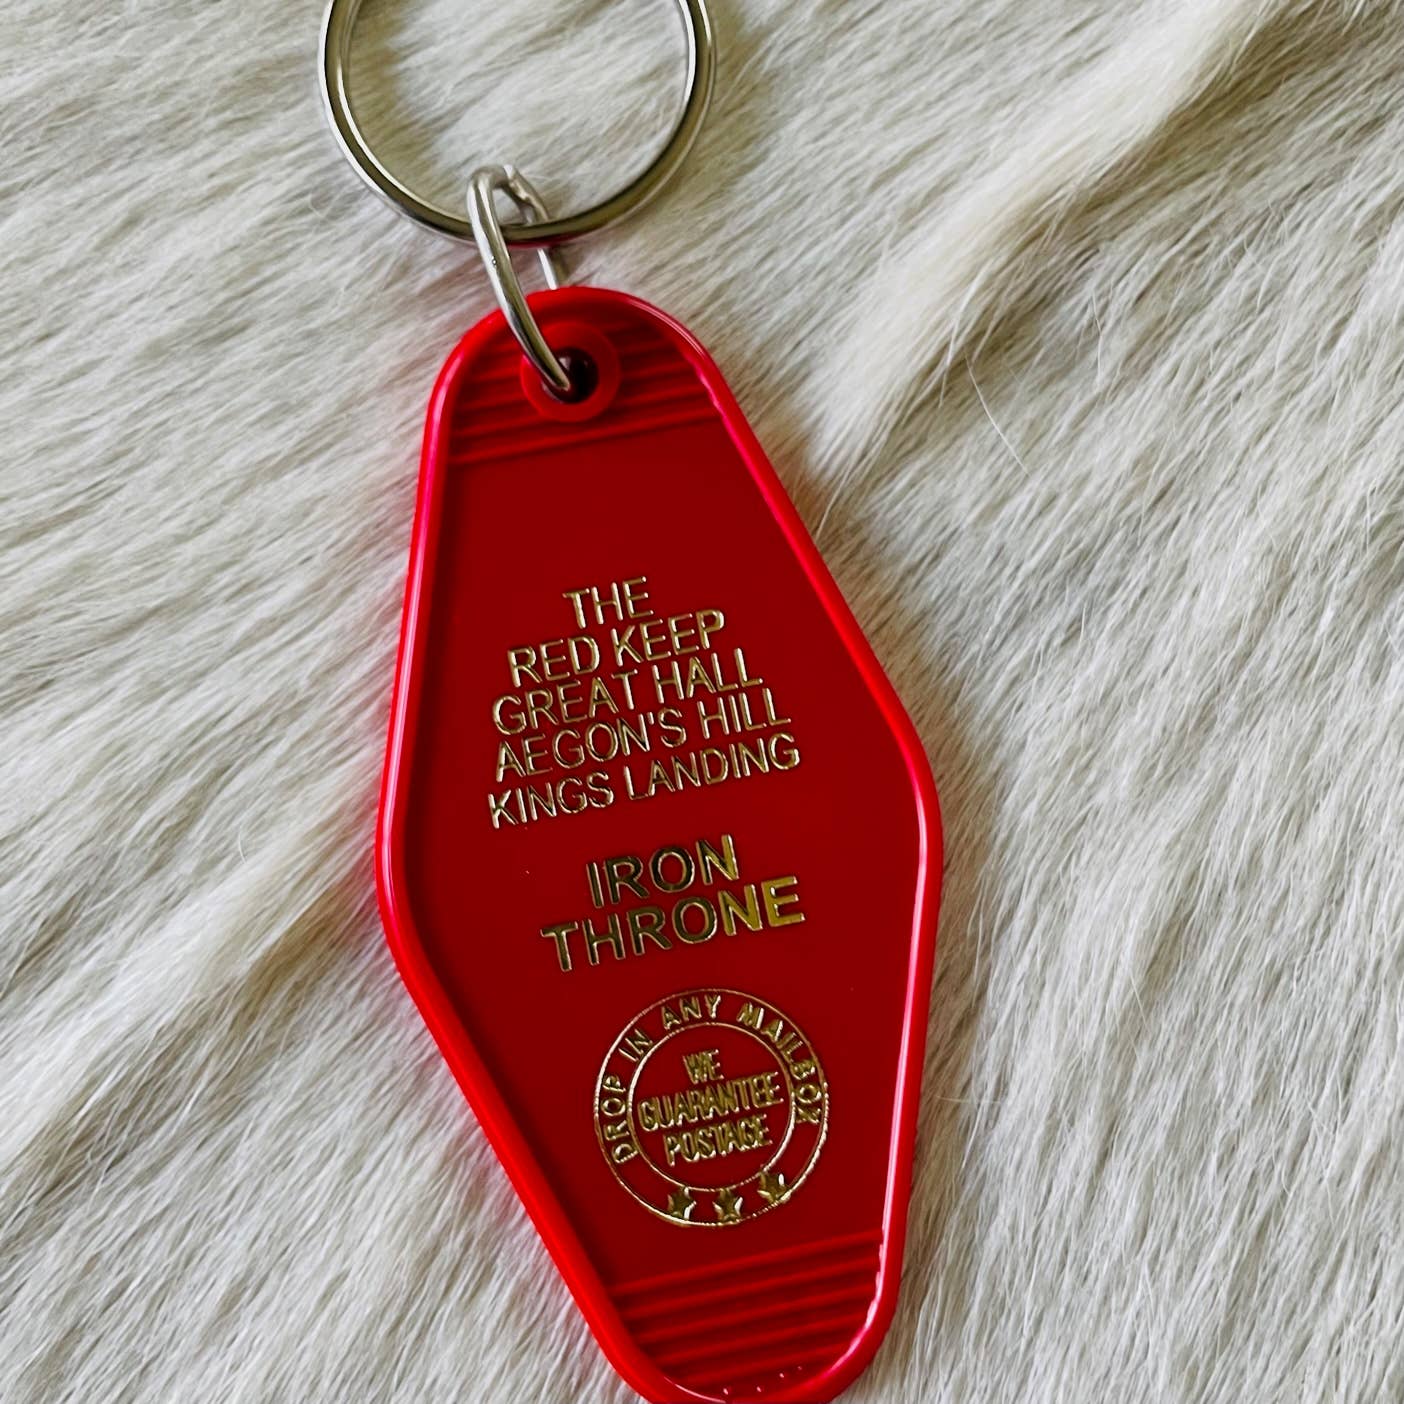 THE
RED KEEP
GREAT HALL
AEGON'S HILL
KINGS LANDING
IRON
THRONE
DROP IN ANY MAILBOX
WE
GUARANTEE
POSTAGE